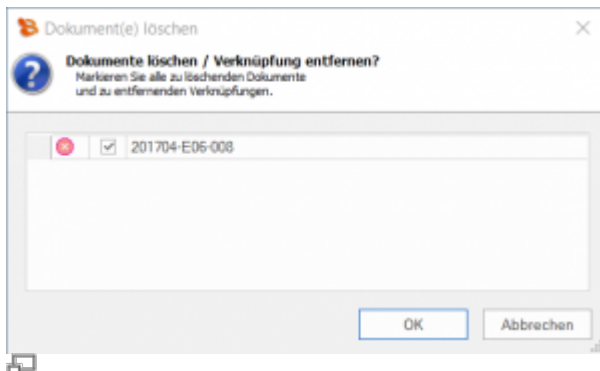 Dokument(e) löschen
Dokumente löschen / Verknüpfung entfernen?
Markieren Sie alle zu löschenden Dokumente
und zu entfernenden Verknüpfungen.
201704-E06-008
OK
Abbrechen